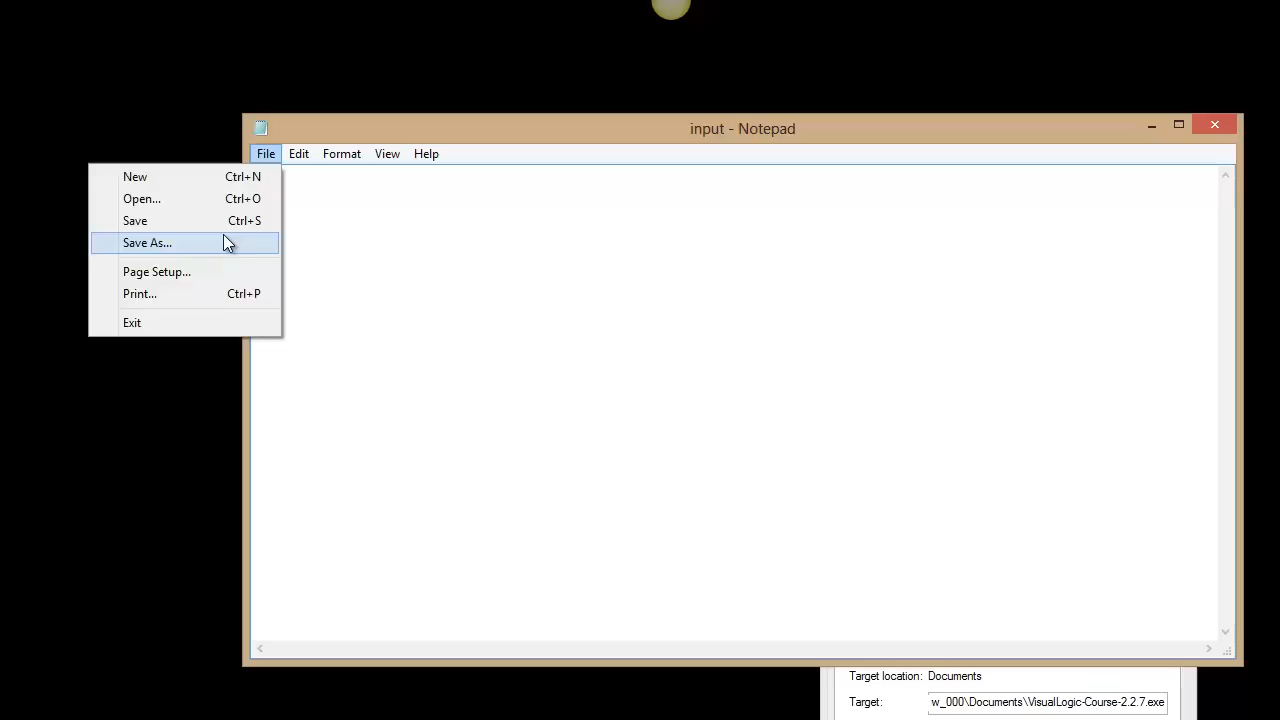 input - Notepad
File Edit Format View Help
New Ctrl+N
Open... Ctrl+O
Save Ctrl+S
Save As...
Page Setup...
Print... Ctrl+P
Exit
Target location: Documents
Target: w_000\Documents\VisualLogic-Course-2.2.7.exe